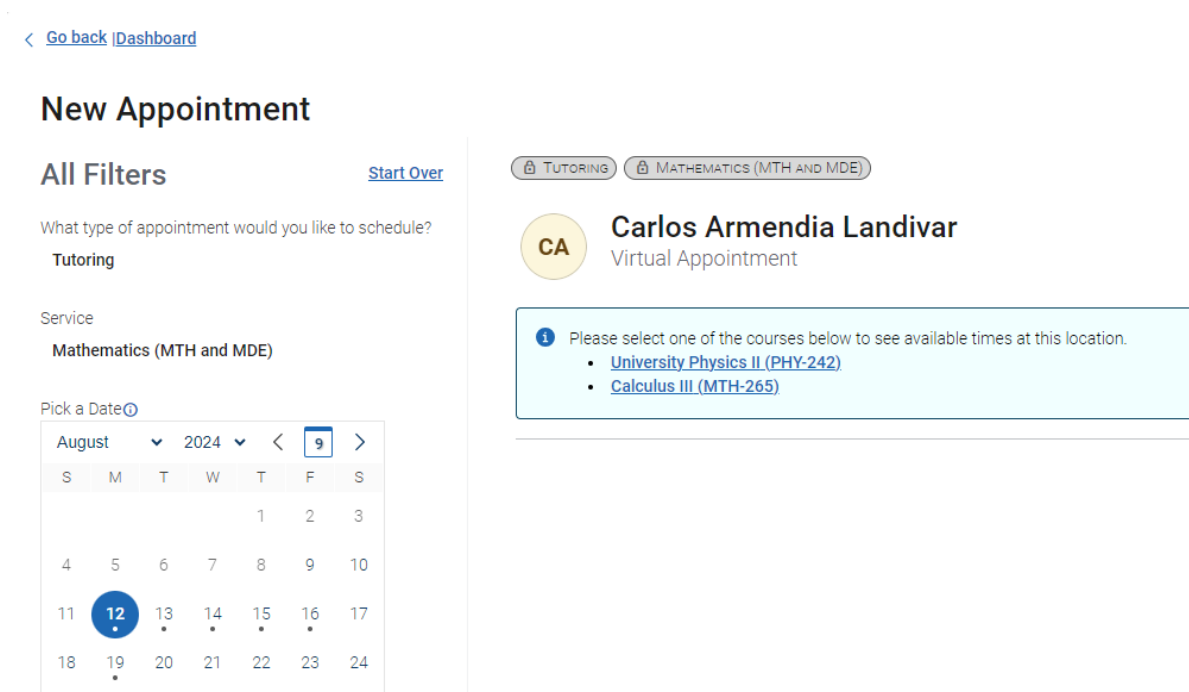 Go back |Dashboard
New Appointment
All Filters
Start Over
What type of appointment would you like to schedule?
Tutoring
Service
Mathematics (MTH and MDE)
Pick a Date
August 2024 9
S M T W T F S
1 2 3
4 5 6 7 8 9 10
11 12 13 14 15 16 17
18 19 20 21 22 23 24
TUTORING MATHEMATICS (MTH AND MDE)
CA
Carlos Armendia Landivar
Virtual Appointment
Please select one of the courses below to see available times at this location.
• University Physics II (PHY-242)
• Calculus III (MTH-265)